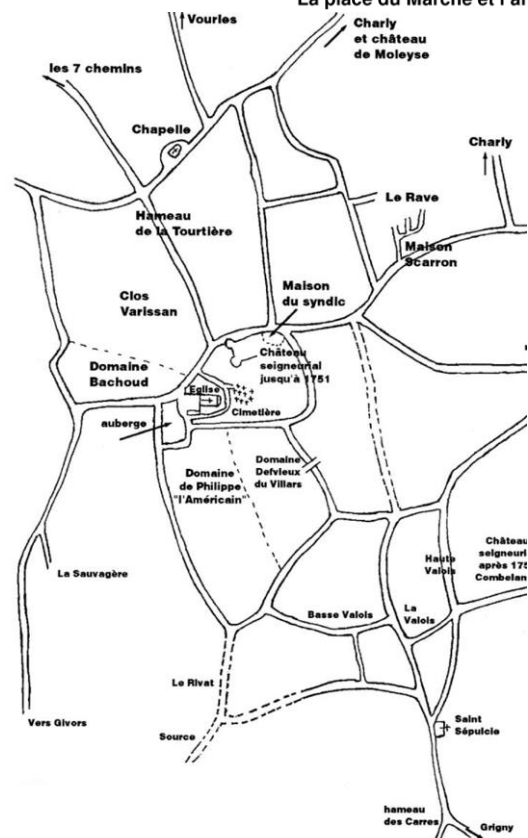 La place du Marché et l'an
Vourles
Charly
et château
de Moleyse
les 7 chemins
Chapelle
Charly
Hameau
de la Tourtière
Le Rave
Maison
Scarron
Clos
Varissan
Maison
du syndic
Domaine
Bachoud
Château
seigneurial
jusqu'à 1751
Eglise
Cimetière
auberge
Domaine
de Philippe
"l'Américain"
Domaine
Defvieux
du Villars
La Sauvagère
Haute
Valois
Château
seigneuri
après 175
Combelan
Basse Valois
La
Valois
Le Rivat
Vers Givors
Source
Saint
Sépulcie
hameau
des Carres
Grigny